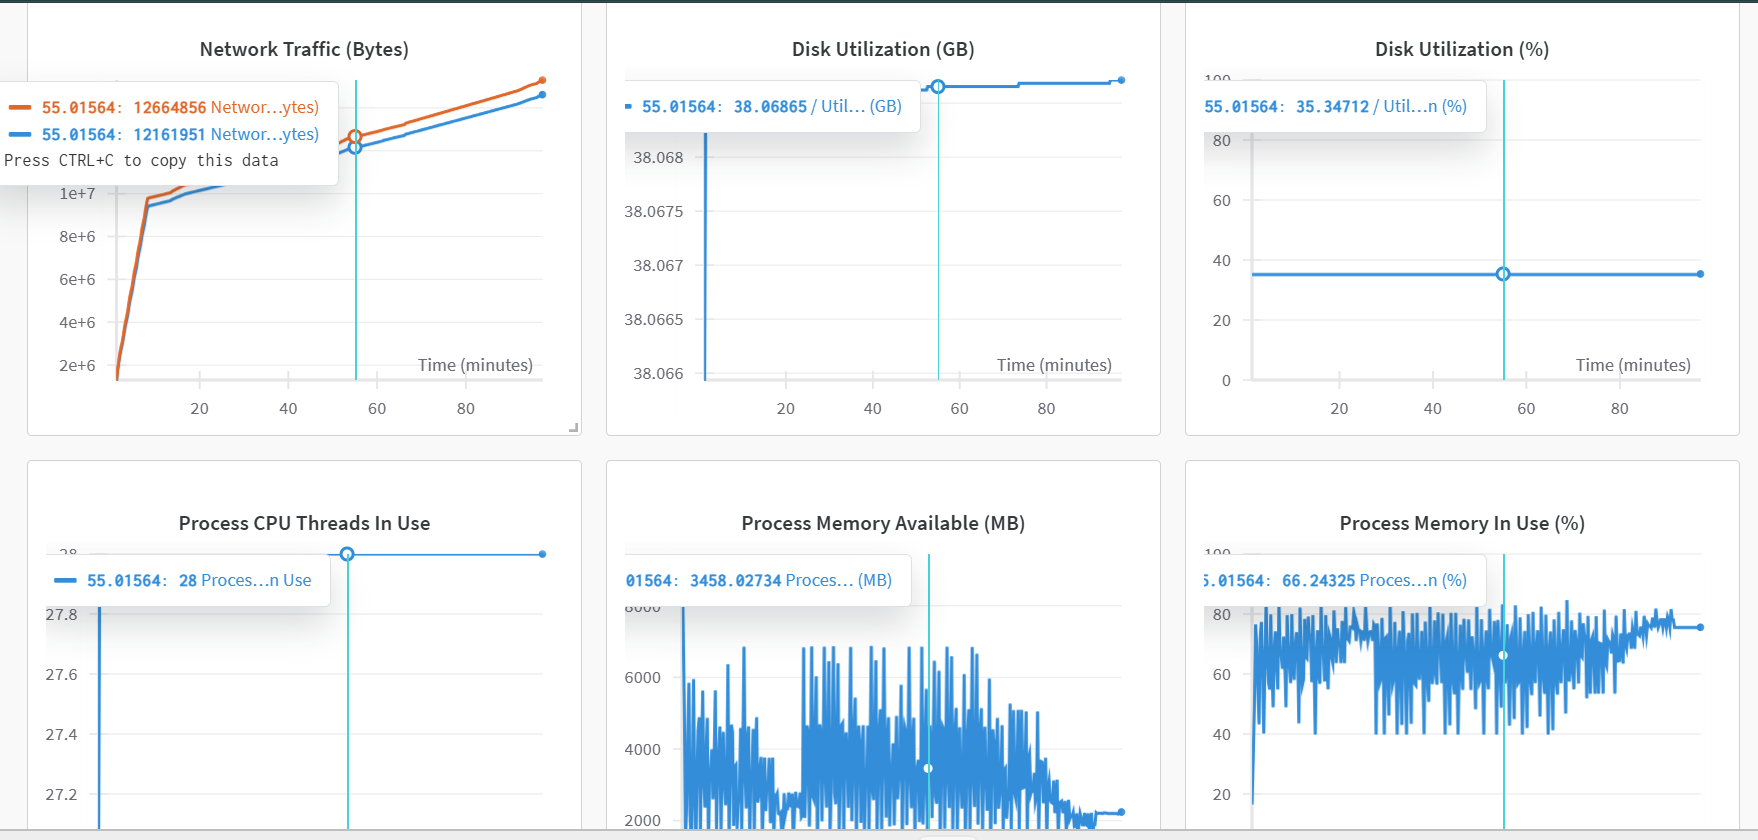 Network Traffic (Bytes)
55.01564: 12664856 Networ...ytes)
55.01564: 12161951 Networ...ytes)
Press CTRL+C to copy this data
1e+7
8e+6
6e+6
4e+6
2e+6
Time (minutes)
20 40 60 80
Disk Utilization (GB)
55.01564: 38.06865 / Util... (GB)
38.068
38.0675
38.067
38.0665
38.066
Time (minutes)
20 40 60 80
Disk Utilization (%)
100
55.01564: 35.34712 / Util...n (%)
80
60
40
20
0
Time (minutes)
20 40 60 80
Process CPU Threads In Use
28
55.01564: 28 Proces...n Use
27.8
27.6
27.4
27.2
Process Memory Available (MB)
01564: 3458.02734 Proces... (MB)
8000
6000
4000
2000
Process Memory In Use (%)
100
5.01564: 66.24325 Proces...n (%)
80
60
40
20